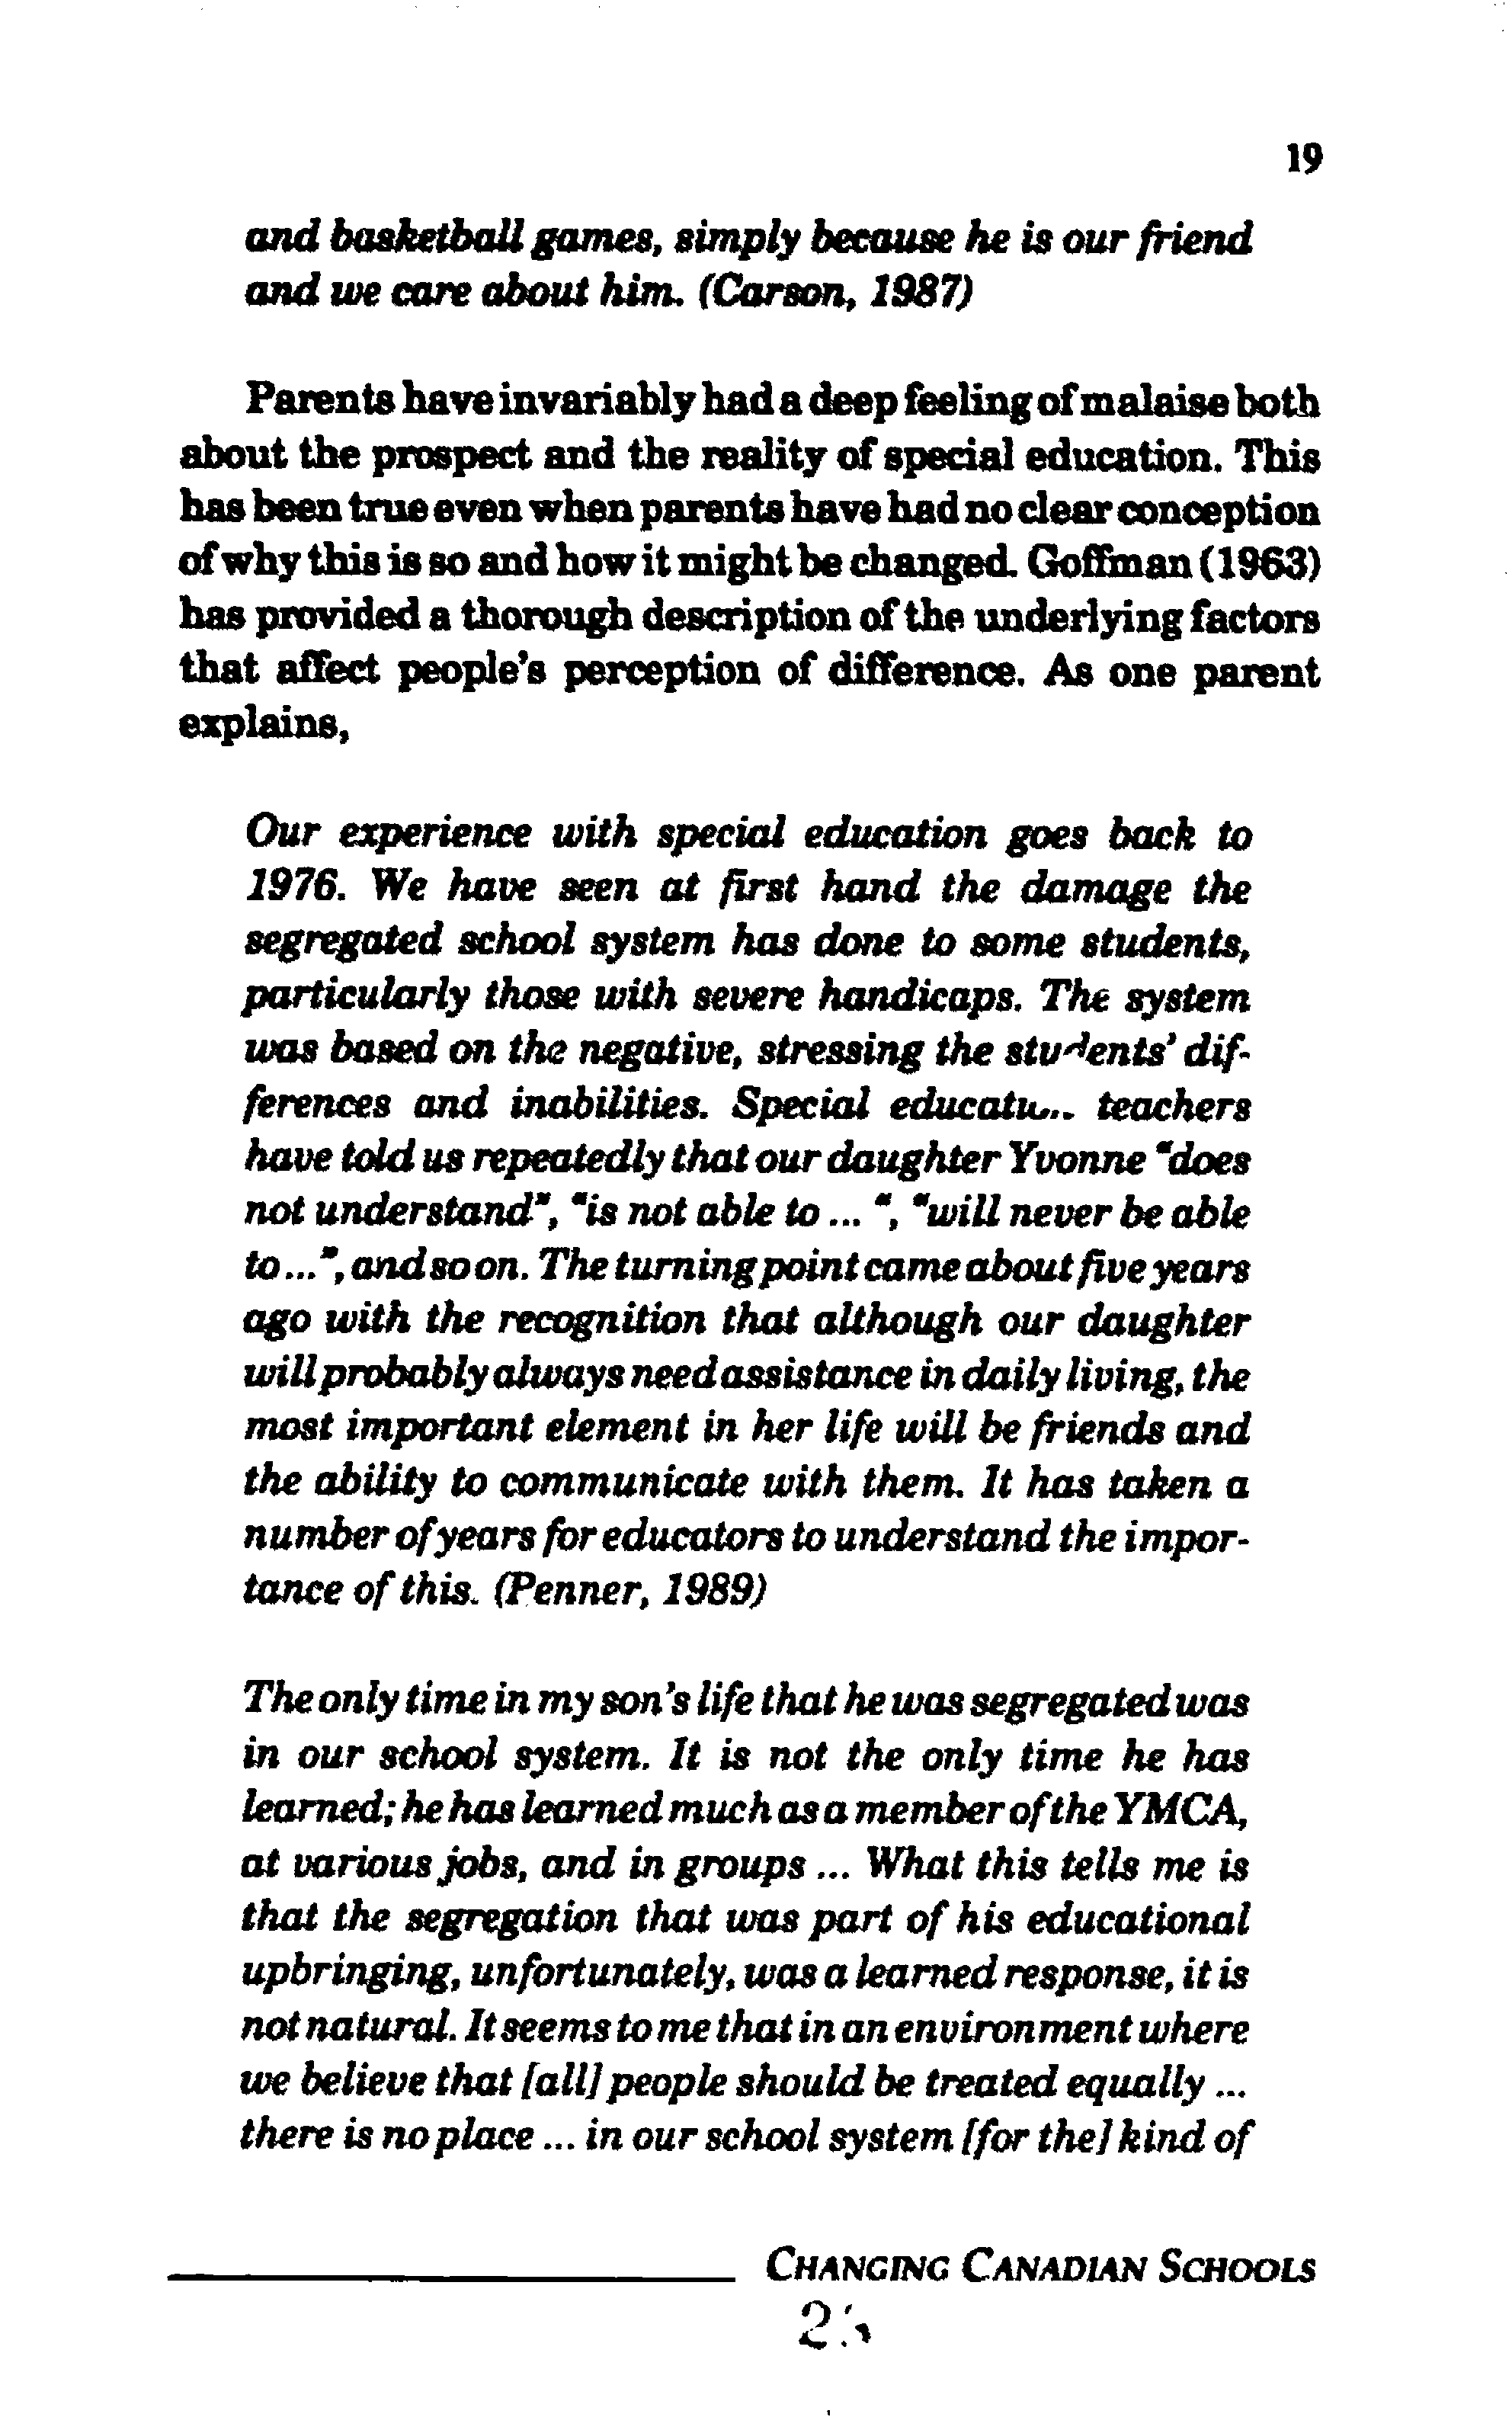 19
and basketball games, simply because he is our friend
and we care about him. (Carson, 1987)
Parents have invariably had a deep feeling of malaise both
about the prospect and the reality of special education. This
has been true even when parents have had no clear conception
of why this is so and how it might be changed. Goffman (1963)
has provided a thorough description of the underlying factors
that affect people's perception of difference. As one parent
explains,
Our experience with special education goes back to
1976. We have seen at first hand the damage the
segregated school system has done to some students,
particularly those with severe handicaps. The system
was based on the negative, stressing the students' dif-
ferences and inabilities. Special teachers
have told us repeatedly that our daughter Yvonne "does
not understand", "is not able to ... ", "will never be able
to ...", and so on. The turning point came about five years
ago with the recognition that although our daughter
will probably always need assistance in daily living, the
most important element in her life will be friends and
the ability to communicate with them. It has taken a
number of years for educators to understand the impor-
tance of this. (Penner, 1989)
The only time in my son's life that he was segregated was
in our school system. It is not the only time he has
learned; he has learned much as a member of the YMCA,
at various jobs, and in groups ... What this tells me is
that the segregation that was part of his educational
upbringing, unfortunately, was a learned response, it is
not natural. It seems to me that in an environment where
we believe that [all] people should be treated equally ...
there is no place ... in our school system [for the] kind of
CHANGING CANADIAN SCHOOLS